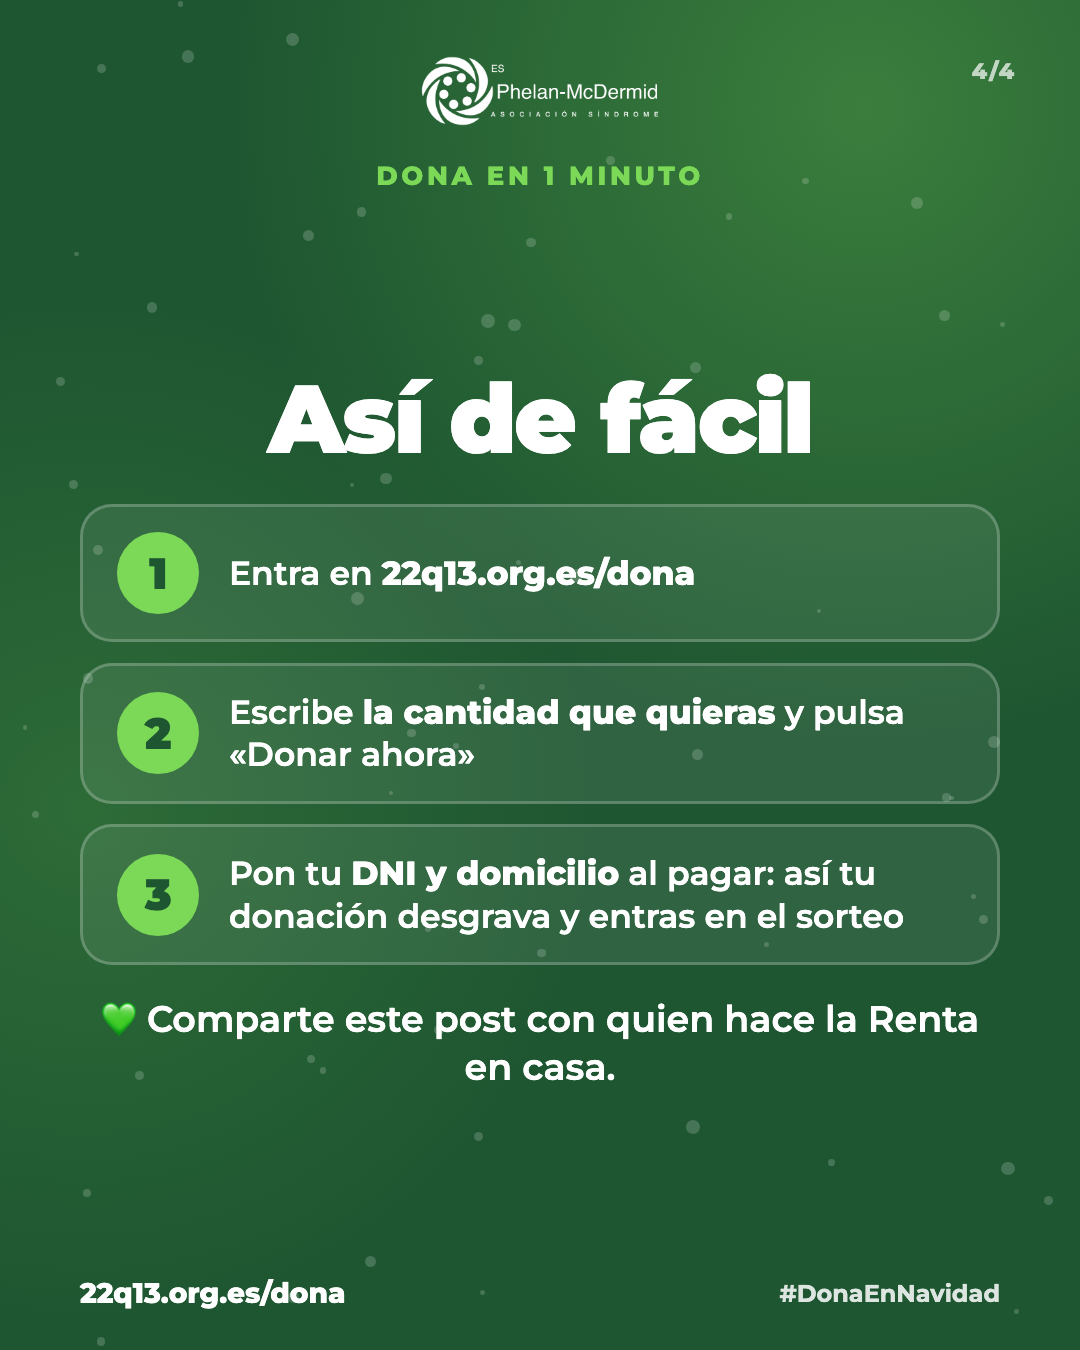 4/4
ES
Phelan-McDermid
ASOCIACIÓN SÍNDROME
DONA EN 1 MINUTO
Así de fácil
1
Entra en 22q13.org.es/dona
2
Escribe la cantidad que quieras y pulsa
«Donar ahora»
3
Pon tu DNI y domicilio al pagar: así tu
donación desgrava y entras en el sorteo
💚 Comparte este post con quien hace la Renta
en casa.
22q13.org.es/dona
#DonaEnNavidad